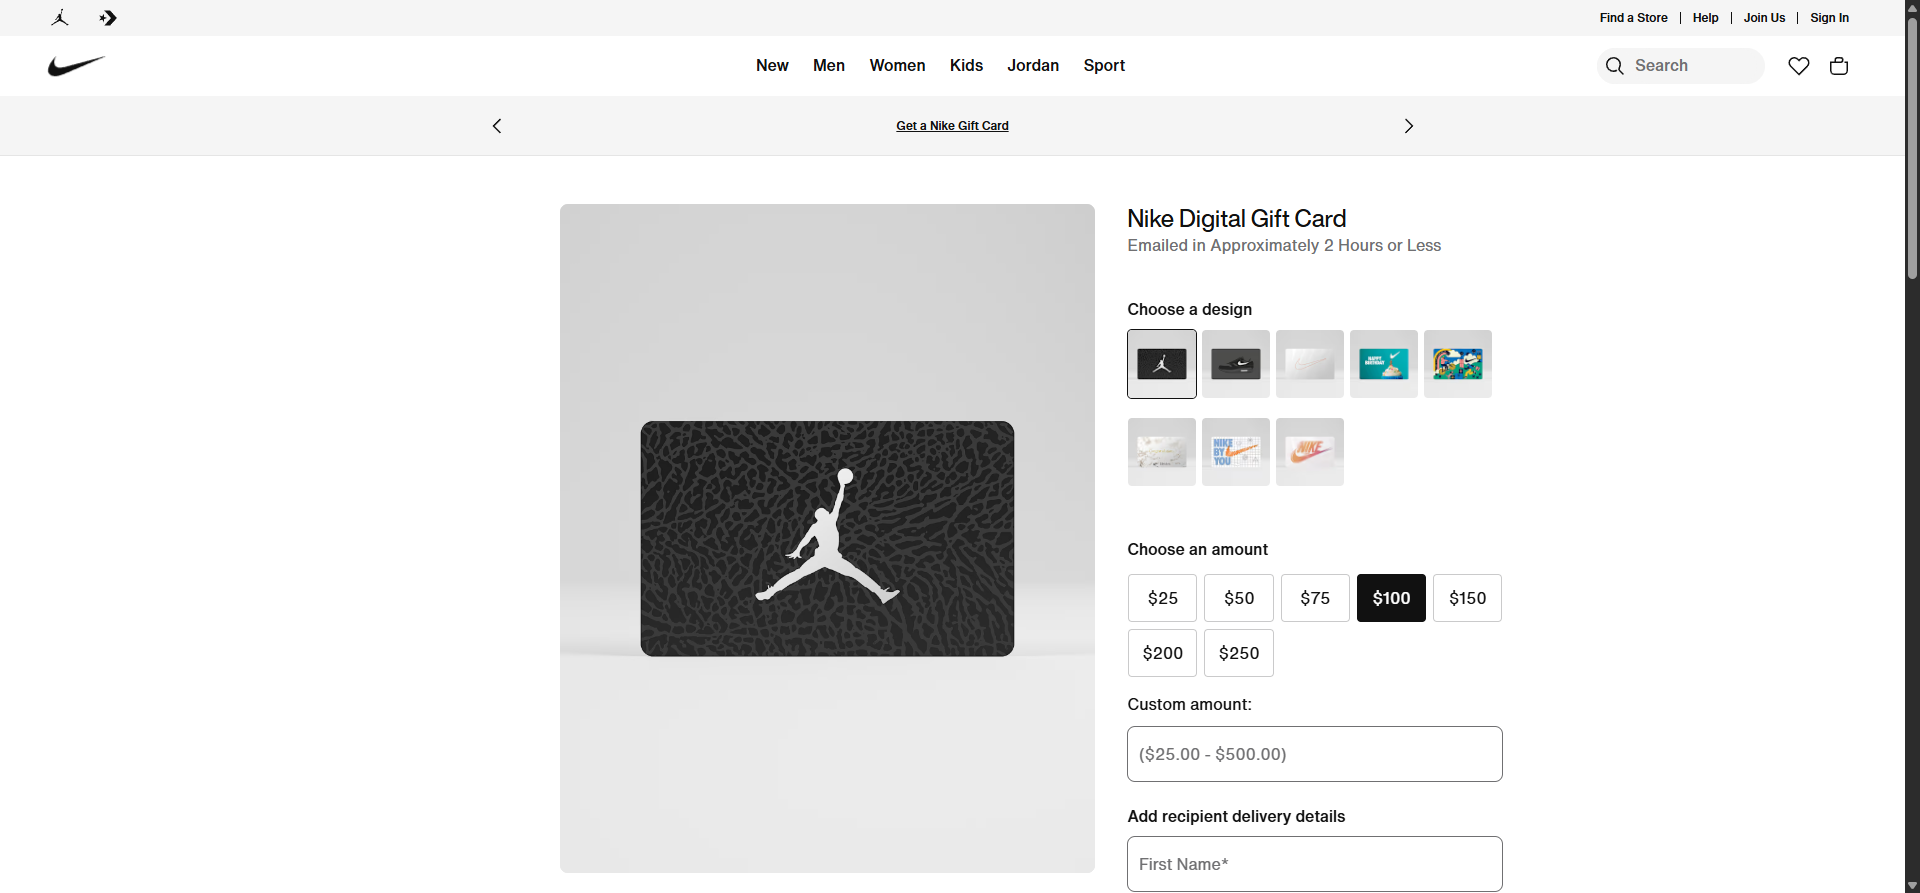 Find a Store
Help
Join Us
Sign In
New
Men
Women
Kids
Jordan
Sport
Search
Get a Nike Gift Card
Nike Digital Gift Card
Emailed in Approximately 2 Hours or Less
Choose a design
HAPPY
BIRTHDAY
NIKE
BY
YOU
NIKE
Choose an amount
$25
$50
$75
$100
$150
$200
$250
Custom amount:
($25.00 - $500.00)
Add recipient delivery details
First Name*